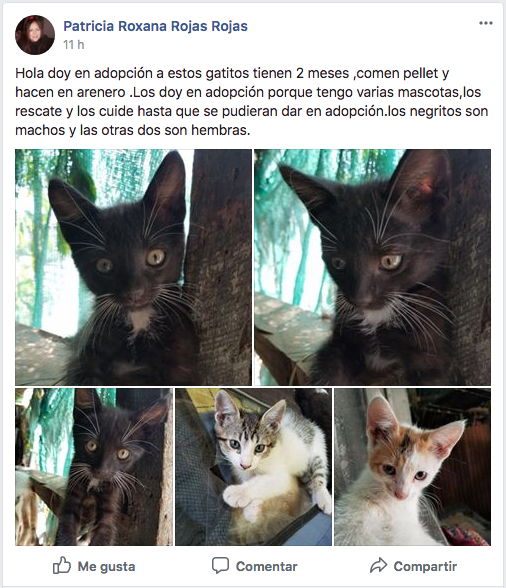 Patricia Roxana Rojas Rojas
11 h
Hola doy en adopción a estos gatitos tienen 2 meses ,comen pellet y
hacen en arenero .Los doy en adopción porque tengo varias mascotas,los
rescate y los cuide hasta que se pudieran dar en adopción.los negritos son
machos y las otras dos son hembras.
Me gusta
Comentar
Compartir